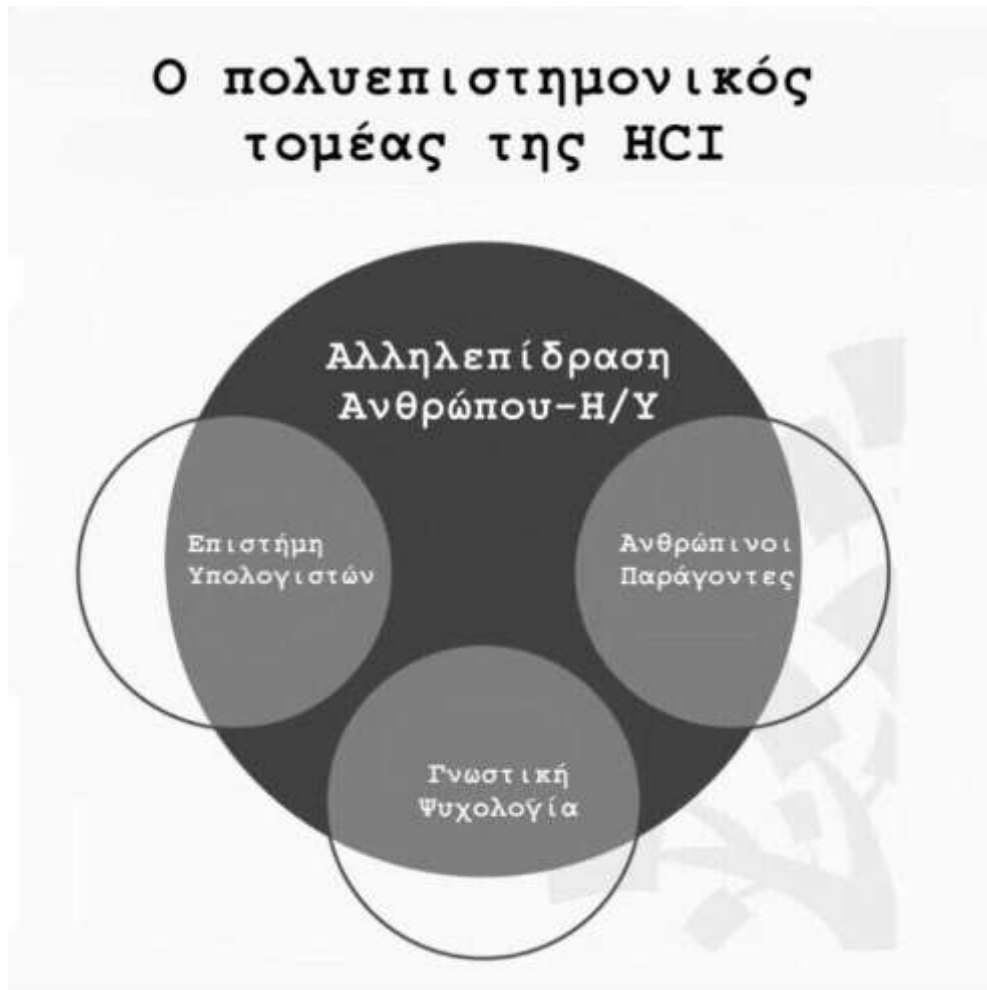 Ο πολυεπιστημονικός
τομέας της HCI
Αλληλεπίδραση
Ανθρώπου-Η/Υ
Επιστήμη
Υπολογιστών
Ανθρώπινοι
Παράγοντες
Γνωστική
Ψυχολογία